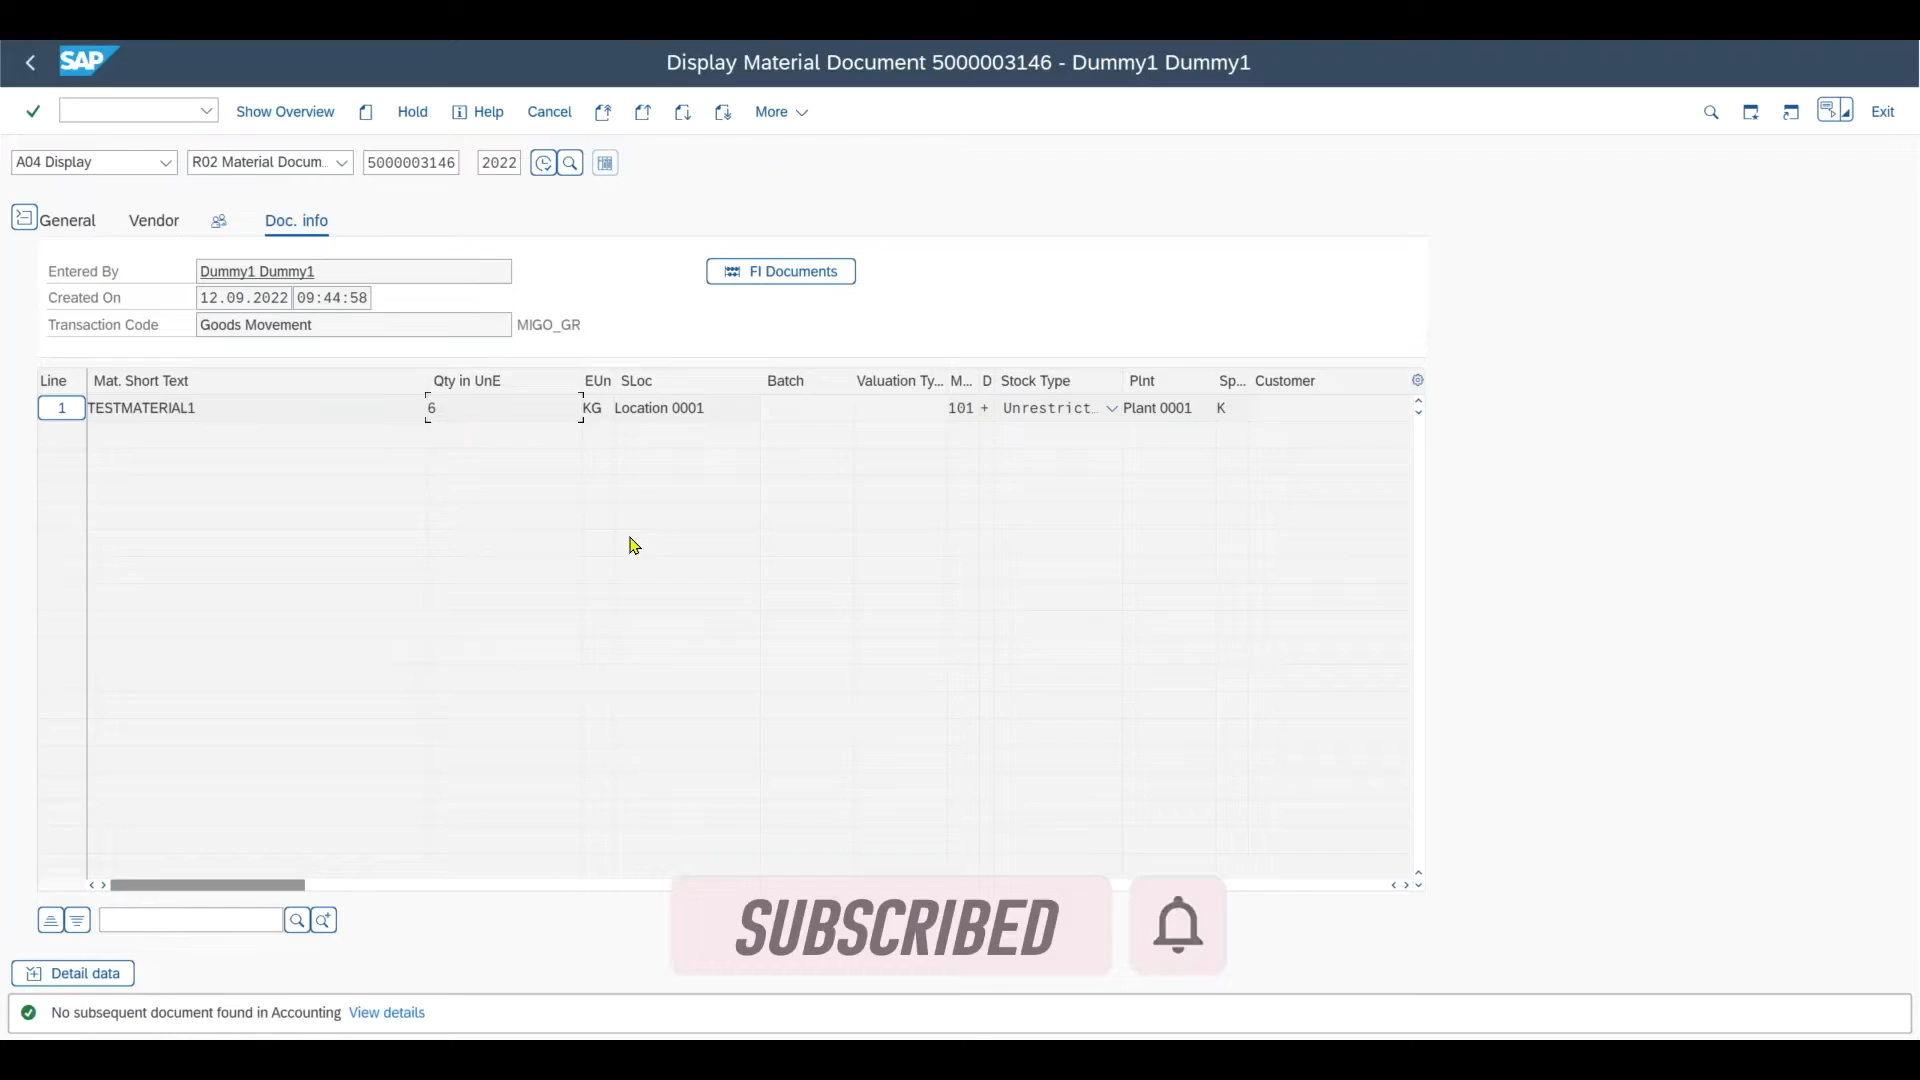 SAP
Display Material Document 5000003146 - Dummy1 Dummy1
Show Overview Hold Help Cancel More Exit
A04 Display R02 Material Docum.. 5000003146 2022
General Vendor Doc. info
Entered By Dummy1 Dummy1 FI Documents
Created On 12.09.2022 09:44:58
Transaction Code Goods Movement MIGO_GR
Line Mat. Short Text Qty in UnE EUn SLoc Batch Valuation Ty... M... D Stock Type Plnt Sp... Customer
1 TESTMATERIAL1 6 KG Location 0001 101 + Unrestrict… Plant 0001 K
SUBSCRIBED
Detail data
No subsequent document found in Accounting View details